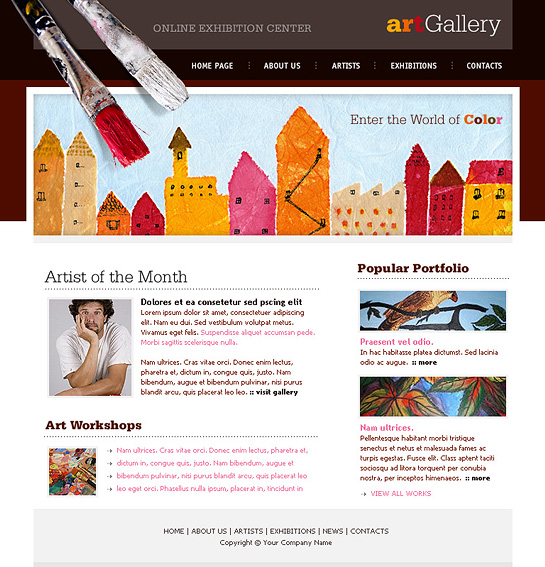 ONLINE EXHIBITION CENTER
artGallery
HOME PAGE
ABOUT US
ARTISTS
EXHIBITIONS
CONTACTS
Enter the World of Color
Artist of the Month
Dolores et ea consetetur sed pscing elit
Lorem ipsum dolor sit amet, consectetuer adipiscing
elit. Nam eu dui. Sed vestibulum volutpat metus.
Vivamus eget felis. Suspendisse aliquet accumsan pede.
Morbi sagittis scelerisque nulla.
Nam ultrices. Cras vitae orci. Donec enim lectus,
pharetra et, dictum in, congue quis, justo. Nam
bibendum, augue et bibendum pulvinar, nisi purus
blandit arcu, quis placerat leo leo. :: visit gallery
Art Workshops
Nam ultrices. Cras vitae orci. Donec enim lectus, pharetra et,
dictum in, congue quis, justo. Nam bibendum, augue et
bibendum pulvinar, nisi purus blandit arcu, quis placerat leo
leo eget orci. Phasellus nulla ipsum, placerat in, tincidunt in
Popular Portfolio
Praesent vel odio.
In hac habitasse platea dictumst. Sed lacinia
odio ac augue. :: more
Nam ultrices.
Pellentesque habitant morbi tristique
senectus et netus et malesuada fames ac
turpis egestas. Fusce elit. Class aptent taciti
sociosqu ad litora torquent per conubia
nostra, per inceptos himenaeos. :: more
VIEW ALL WORKS
HOME | ABOUT US | ARTISTS | EXHIBITIONS | NEWS | CONTACTS
Copyright © Your Company Name